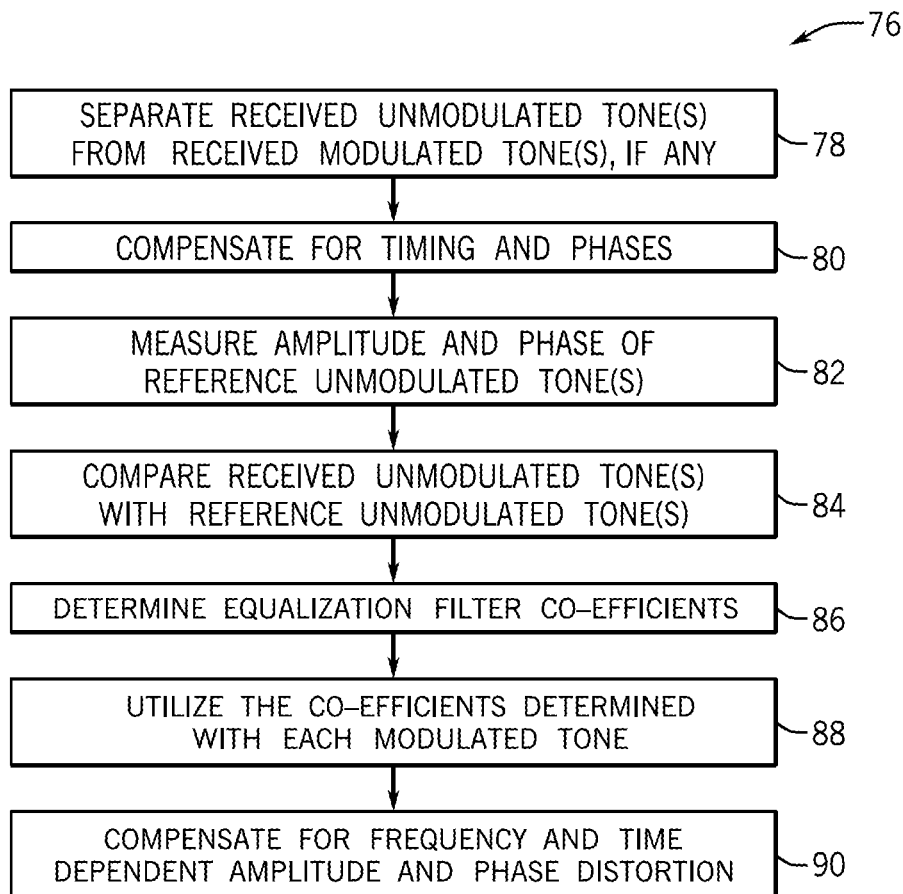 76
SEPARATE RECEIVED UNMODULATED TONE(S)
FROM RECEIVED MODULATED TONE(S), IF ANY
78
COMPENSATE FOR TIMING AND PHASES
80
MEASURE AMPLITUDE AND PHASE OF
REFERENCE UNMODULATED TONE(S)
82
COMPARE RECEIVED UNMODULATED TONE(S)
WITH REFERENCE UNMODULATED TONE(S)
84
DETERMINE EQUALIZATION FILTER CO-EFFICIENTS
86
UTILIZE THE CO-EFFICIENTS DETERMINED
WITH EACH MODULATED TONE
88
COMPENSATE FOR FREQUENCY AND TIME
DEPENDENT AMPLITUDE AND PHASE DISTORTION
90